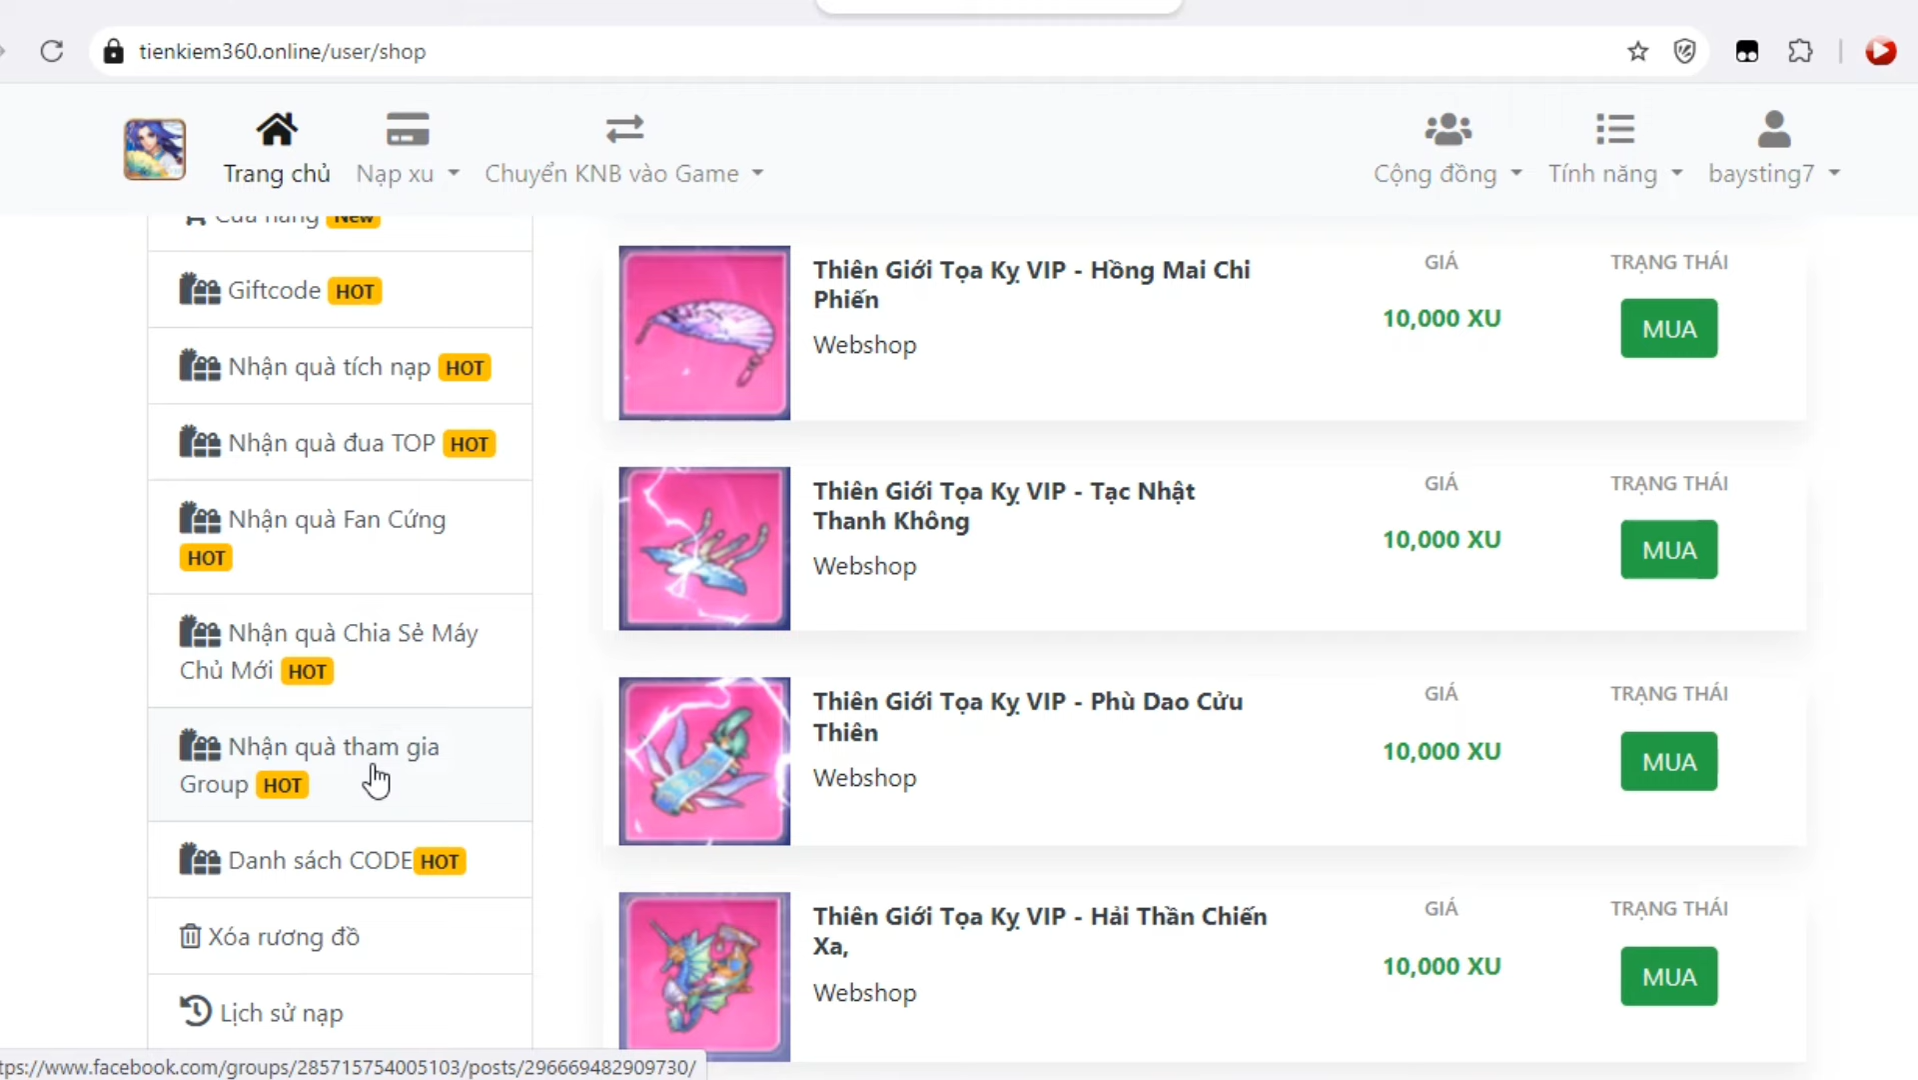 tienkiem360.online/user/shop
Trang chủ
Nạp xu
Chuyển KNB vào Game
Cộng đồng
Tính năng
baysting7
Cửa hàng New
Giftcode HOT
Nhận quà tích nạp HOT
Nhận quà đua TOP HOT
Nhận quà Fan Cứng
HOT
Nhận quà Chia Sẻ Máy
Chủ Mới HOT
Nhận quà tham gia
Group HOT
Danh sách CODE HOT
Xóa rương đồ
Lịch sử nạp
Thiên Giới Tọa Kỵ VIP - Hồng Mai Chi
Phiến
Webshop
GIÁ
10,000 XU
TRẠNG THÁI
MUA
Thiên Giới Tọa Kỵ VIP - Tạc Nhật
Thanh Không
Webshop
GIÁ
10,000 XU
TRẠNG THÁI
MUA
Thiên Giới Tọa Kỵ VIP - Phù Dao Cửu
Thiên
Webshop
GIÁ
10,000 XU
TRẠNG THÁI
MUA
Thiên Giới Tọa Kỵ VIP - Hải Thần Chiến
Xa,
Webshop
GIÁ
10,000 XU
TRẠNG THÁI
MUA
tps://www.facebook.com/groups/285715754005103/posts/296669482909730/